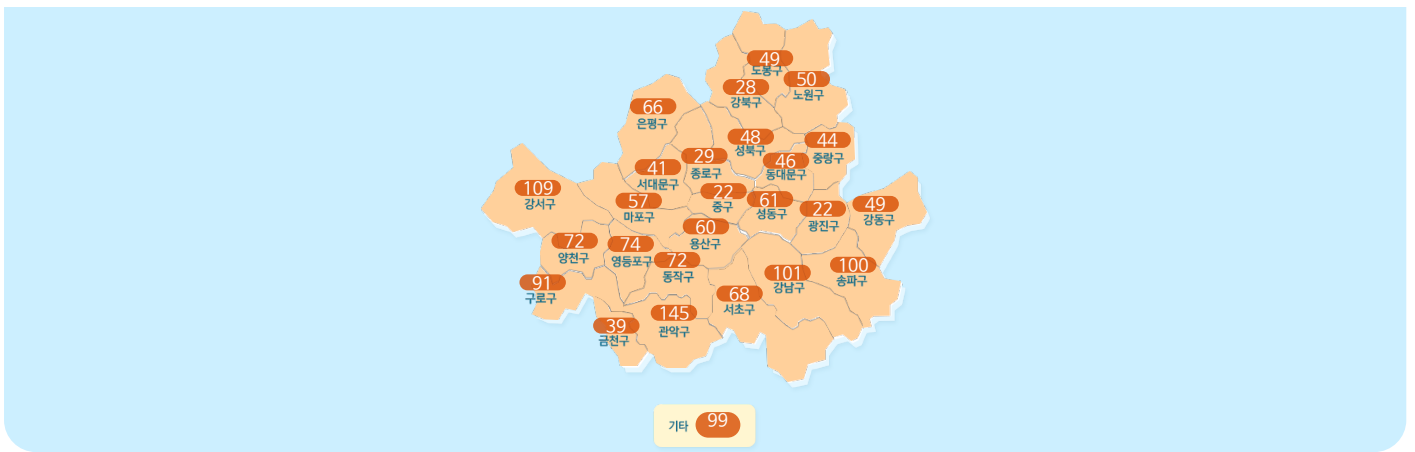 49
도봉구
50
노원구
28
강북구
66
은평구
48
성북구
44
중랑구
29
종로구
46
동대문구
41
서대문구
109
강서구
22
중구
61
성동구
57
마포구
22
광진구
49
강동구
60
용산구
72
양천구
74
영등포구
72
동작구
101
강남구
100
송파구
91
구로구
68
서초구
145
관악구
39
금천구
기타 99